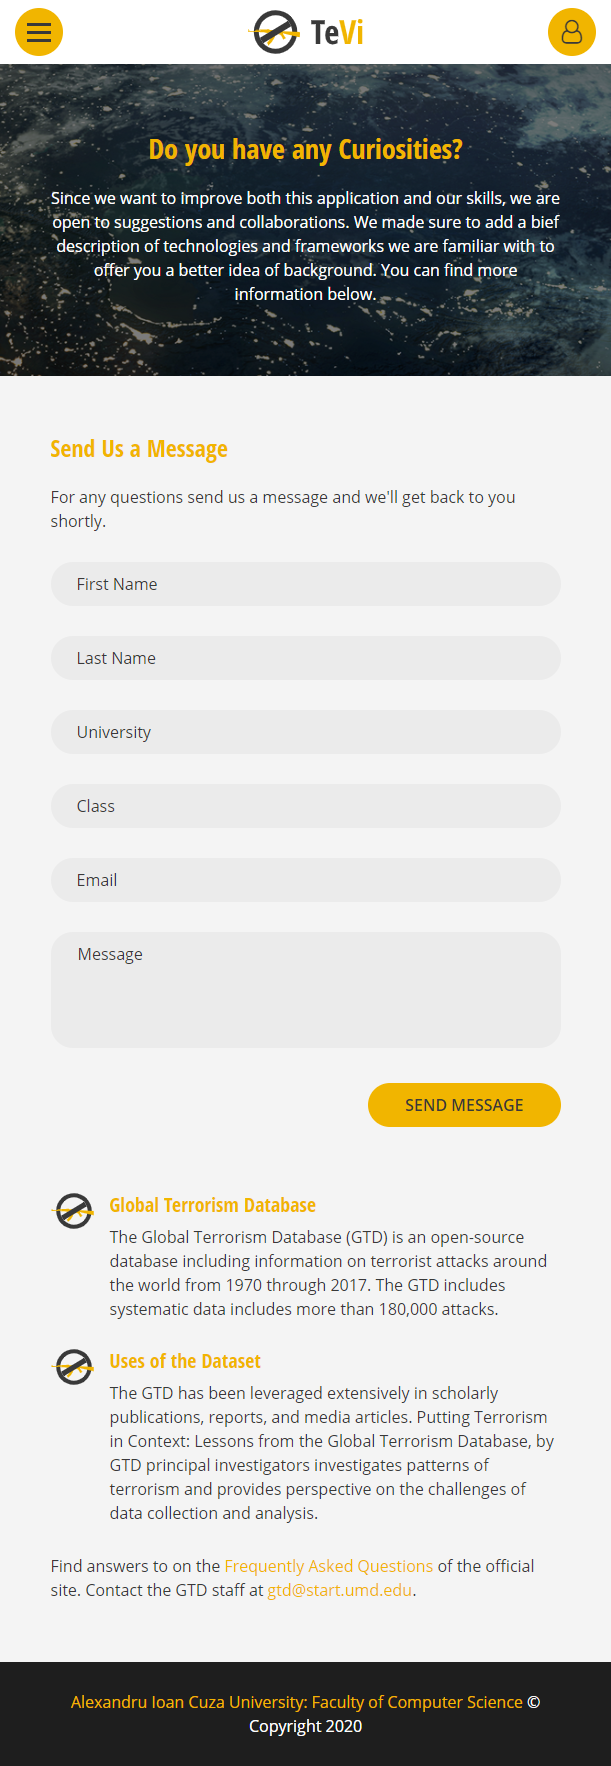 TeVi
Do you have any Curiosities?
Since we want to improve both this application and our skills, we are
open to suggestions and collaborations. We made sure to add a bief
description of technologies and frameworks we are familiar with to
offer you a better idea of background. You can find more
information below.
Send Us a Message
For any questions send us a message and we'll get back to you
shortly.
First Name
Last Name
University
Class
Email
Message
SEND MESSAGE
Global Terrorism Database
The Global Terrorism Database (GTD) is an open-source
database including information on terrorist attacks around
the world from 1970 through 2017. The GTD includes
systematic data includes more than 180,000 attacks.
Uses of the Dataset
The GTD has been leveraged extensively in scholarly
publications, reports, and media articles. Putting Terrorism
in Context: Lessons from the Global Terrorism Database, by
GTD principal investigators investigates patterns of
terrorism and provides perspective on the challenges of
data collection and analysis.
Find answers to on the Frequently Asked Questions of the official
site. Contact the GTD staff at gtd@start.umd.edu.
Alexandru Ioan Cuza University: Faculty of Computer Science ©
Copyright 2020